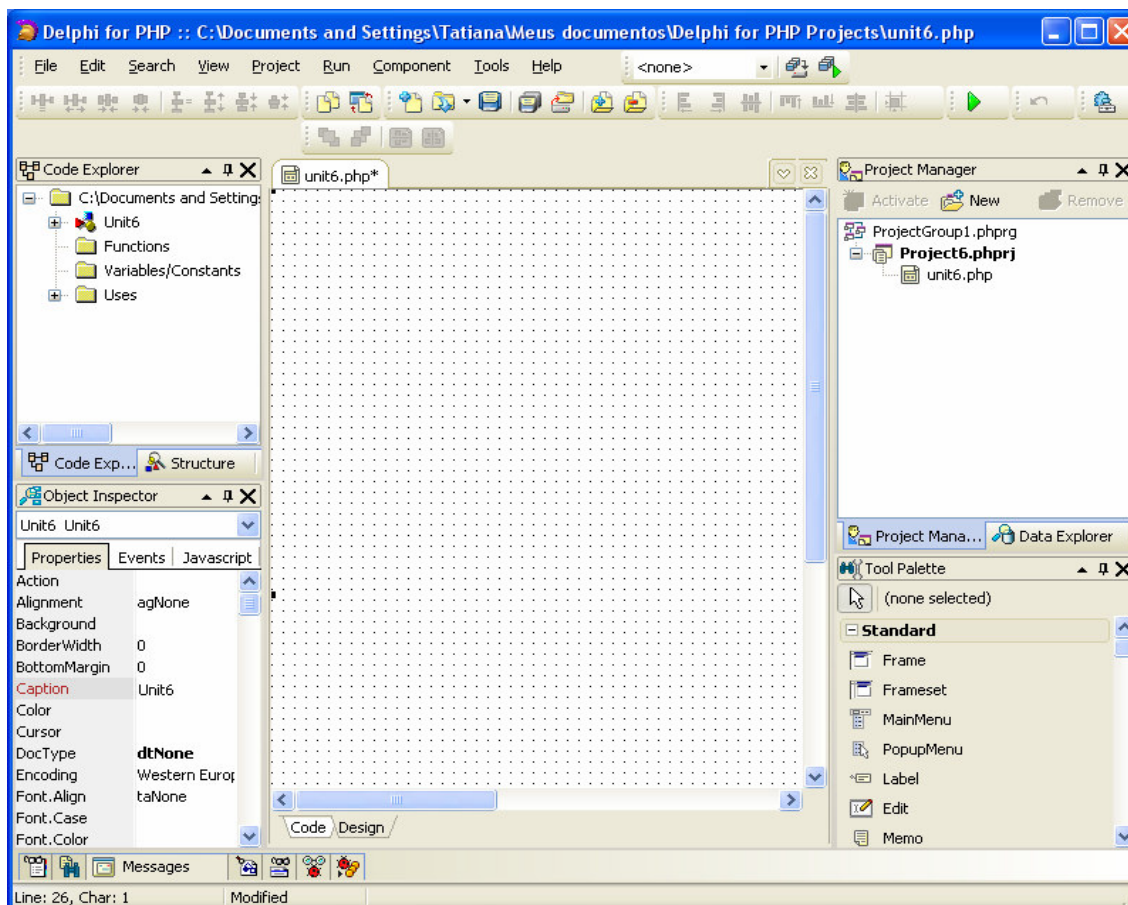 Delphi for PHP :: C:\Documents and Settings\Tatiana\Meus documentos\Delphi for PHP Projects\unit6.php
File Edit Search View Project Run Component Tools Help <none>
Code Explorer
C:\Documents and Setting
Unit6
Functions
Variables/Constants
Uses
Code Exp... Structure
Object Inspector
Unit6 Unit6
Properties Events Javascript
Action
Alignment agNone
Background
BorderWidth 0
BottomMargin 0
Caption Unit6
Color
Cursor
DocType dtNone
Encoding Western Europ
Font.Align taNone
Font.Case
Font.Color
unit6.php*
Code Design
Project Manager
Activate New Remove
ProjectGroup1.phprg
Project6.phprj
unit6.php
Project Mana... Data Explorer
Tool Palette
(none selected)
Standard
Frame
Frameset
MainMenu
PopupMenu
Label
Edit
Memo
Messages
Line: 26, Char: 1 Modified